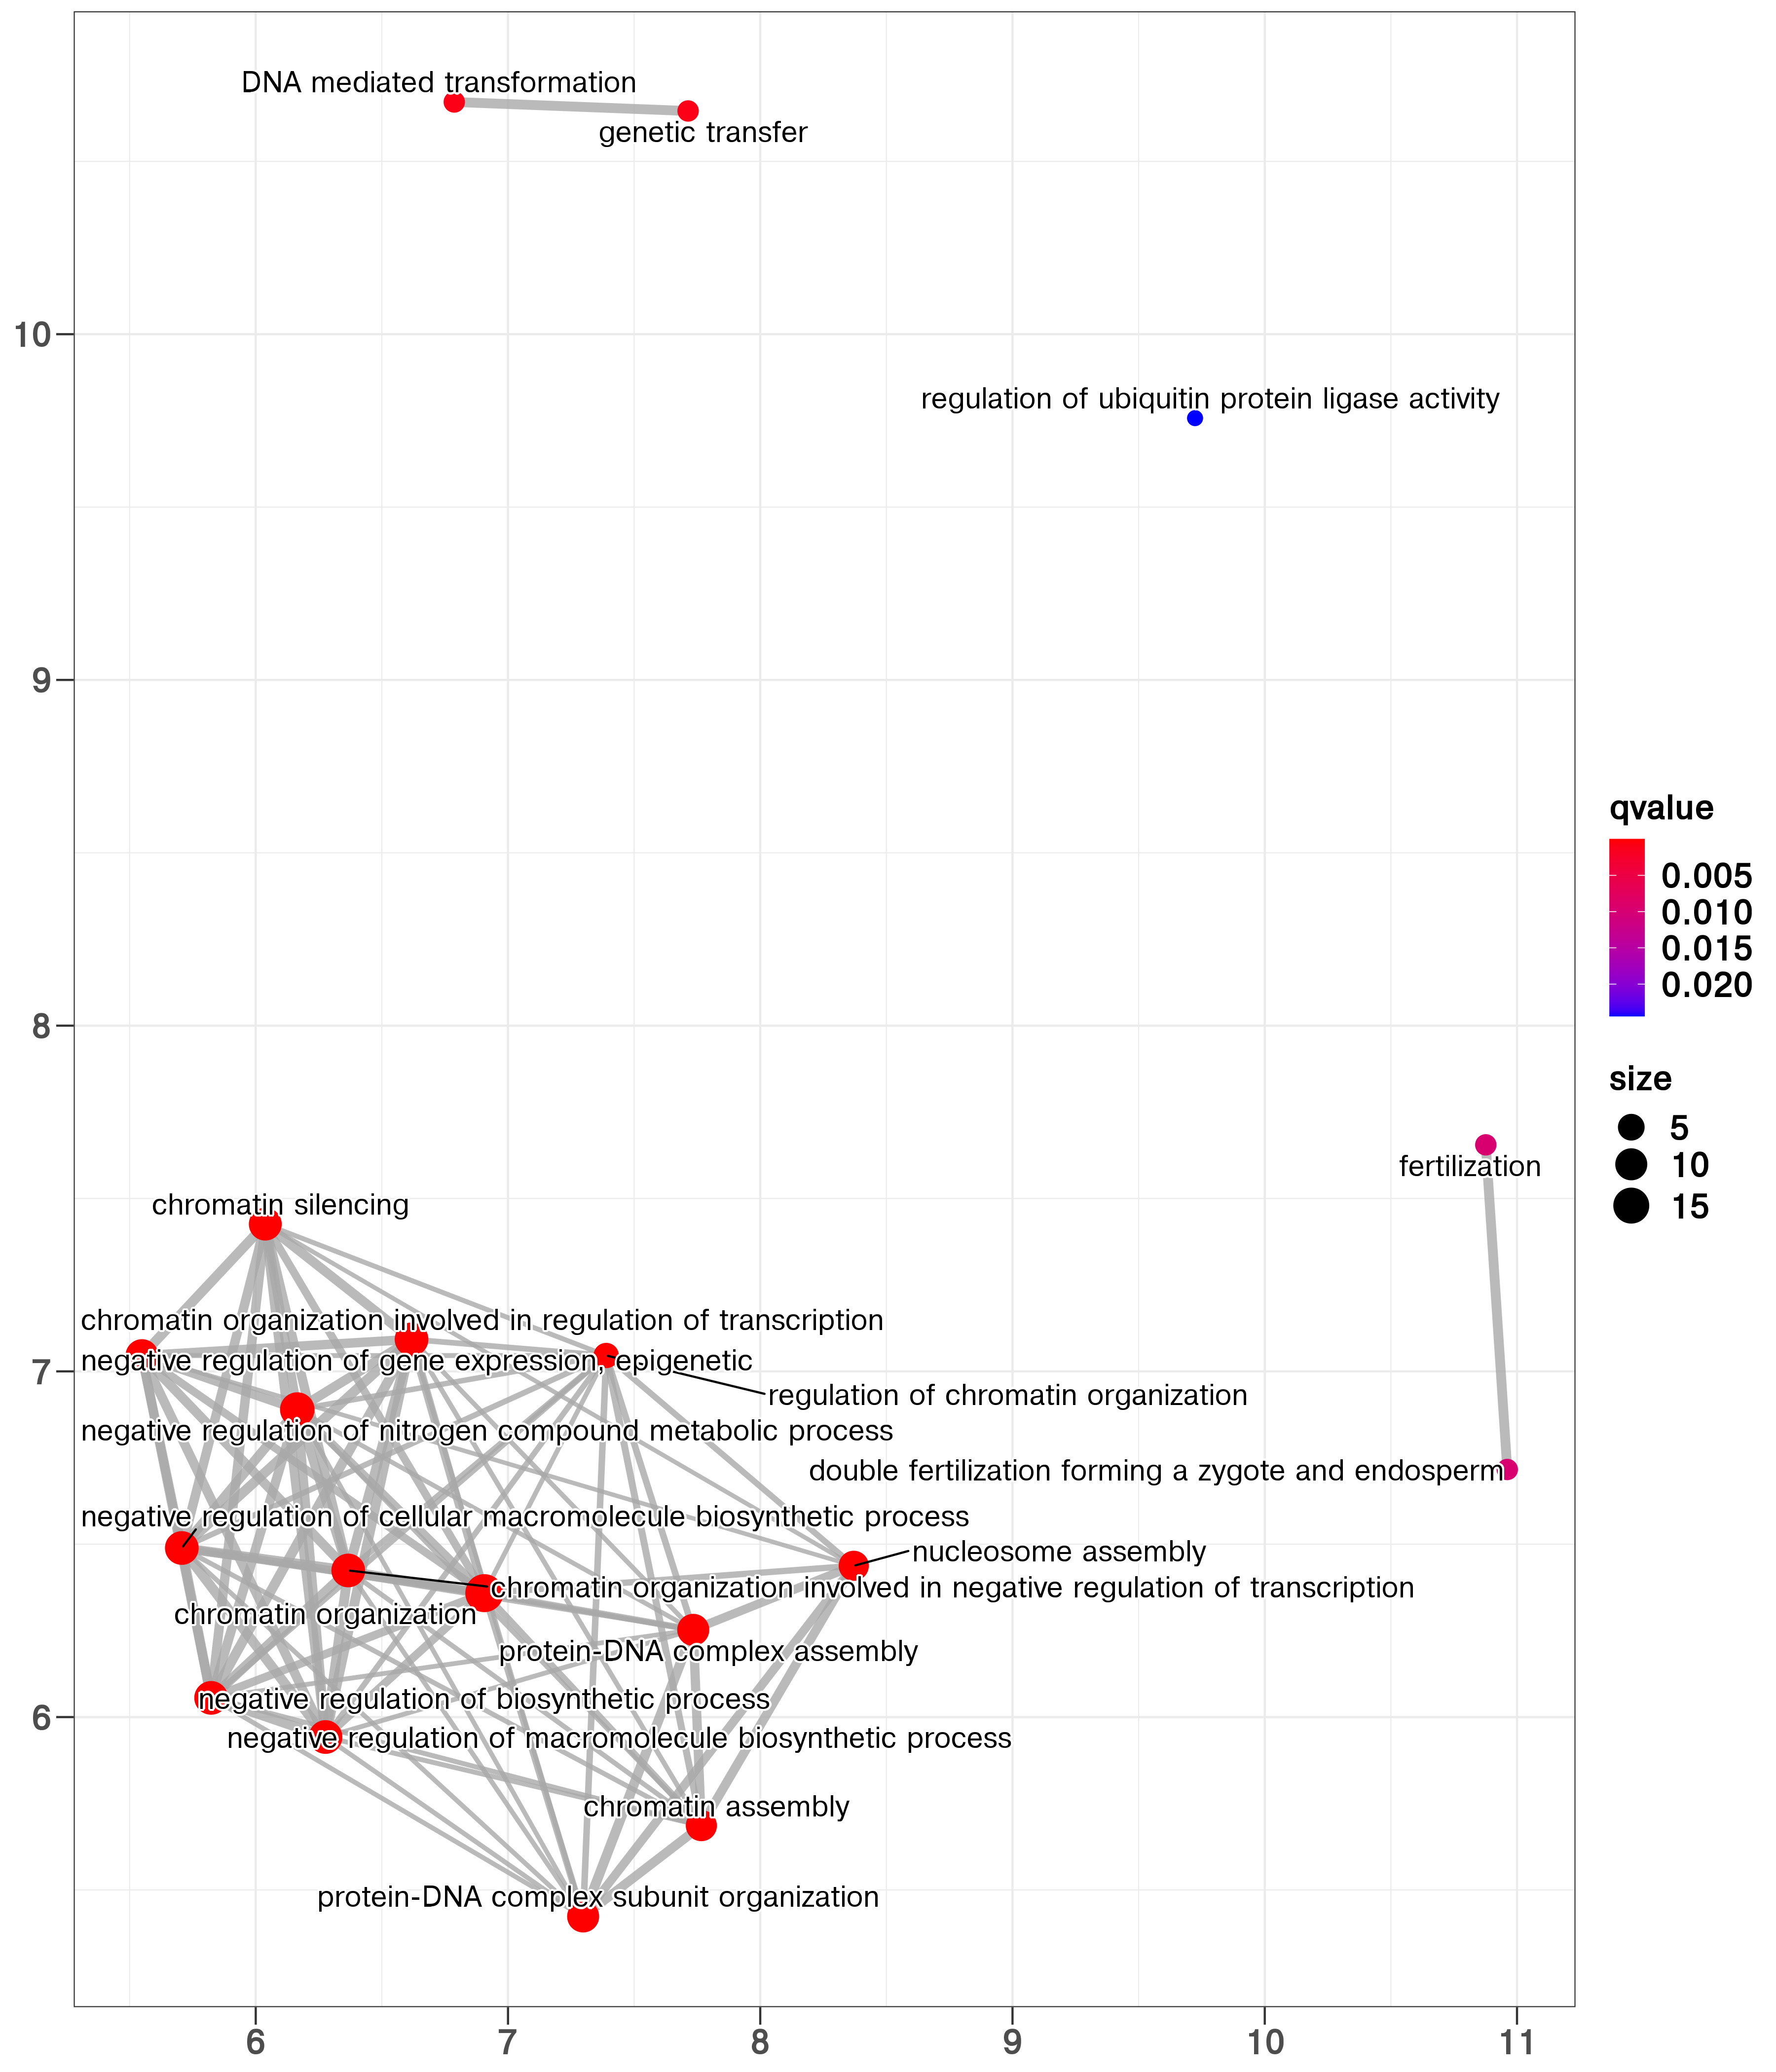 DNA mediated transformation
genetic transfer
10
regulation of ubiquitin protein ligase activity
9
qvalue
0.005
0.010
0.015
0.020
8
size
5
10
15
fertilization
chromatin silencing
chromatin organization involved in regulation of transcription
7
negative regulation of gene expression, epigenetic
regulation of chromatin organization
negative regulation of nitrogen compound metabolic process
double fertilization forming a zygote and endosperm
negative regulation of cellular macromolecule biosynthetic process
nucleosome assembly
chromatin organization involved in negative regulation of transcription
chromatin organization
protein-DNA complex assembly
negative regulation of biosynthetic process
6
negative regulation of macromolecule biosynthetic process
chromatin assembly
protein-DNA complex subunit organization
6 7 8 9 10 11